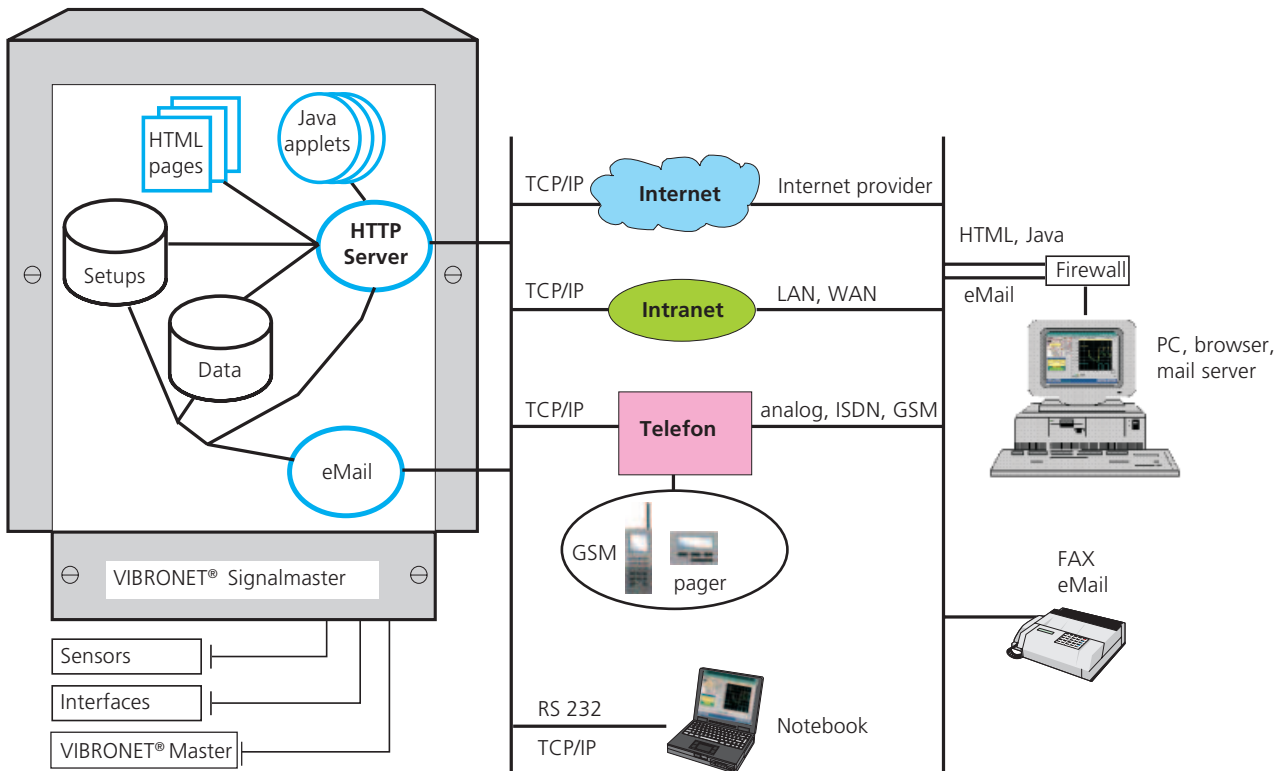 HTML
pages
Java
applets
HTTP
Server
Setups
Data
eMail
VIBRONET® Signalmaster
Sensors
Interfaces
VIBRONET® Master
TCP/IP
Internet
Internet provider
TCP/IP
Intranet
LAN, WAN
TCP/IP
Telefon
analog, ISDN, GSM
GSM
pager
RS 232
TCP/IP
Notebook
HTML, Java
eMail
Firewall
PC, browser,
mail server
FAX
eMail